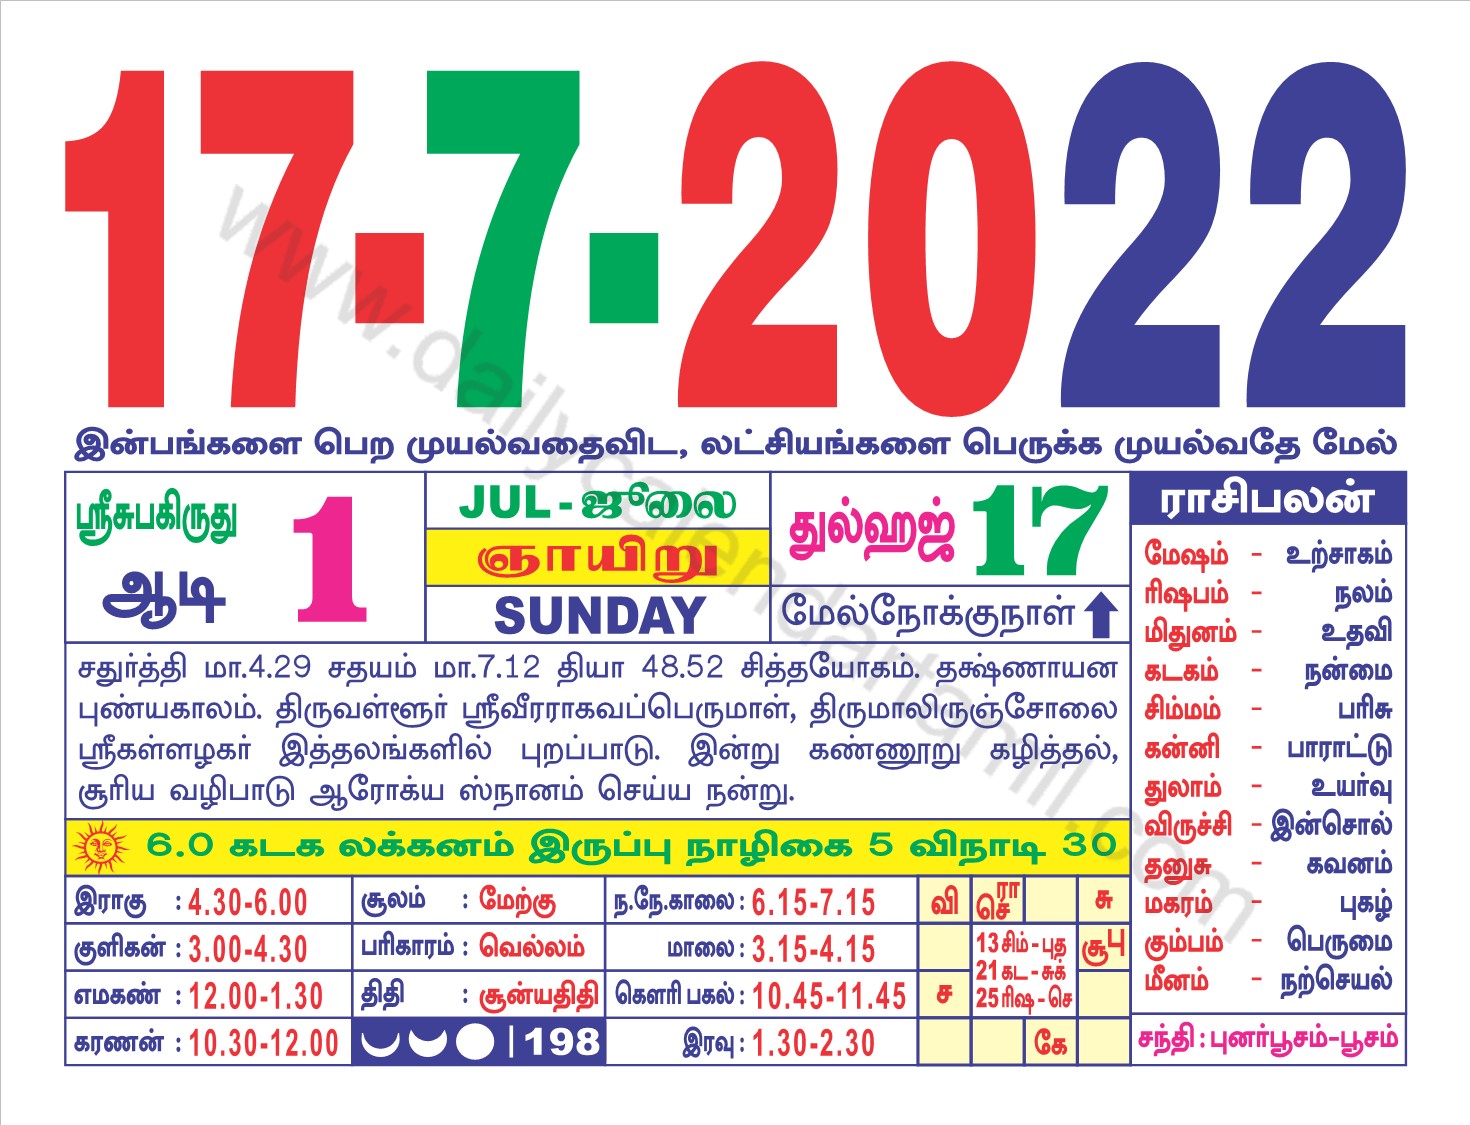 17-7-2022
இன்பங்களை பெற முயல்வதைவிட, லட்சியங்களை பெருக்க முயல்வதே மேல்
ஸ்ரீசுபகிருது
ஆடி 1
JUL - ஜூலை
ஞாயிறு
SUNDAY
துல்ஹஜ் 17
மேல்நோக்குநாள்
சதுர்த்தி மா.4.29 சதயம் மா.7.12 தியா 48.52 சித்தயோகம். தக்ஷ்ணாயன
புண்யகாலம். திருவள்ளூர் ஸ்ரீவீரராகவப்பெருமாள், திருமாலிருஞ்சோலை
ஸ்ரீகள்ளழகர் இத்தலங்களில் புறப்பாடு. இன்று கண்ணூறு கழித்தல்,
சூரிய வழிபாடு ஆரோக்ய ஸ்நானம் செய்ய நன்று.
6.0 கடக லக்கனம் இருப்பு நாழிகை 5 விநாடி 30
இராகு : 4.30-6.00
குளிகன் : 3.00-4.30
எமகண் : 12.00-1.30
கரணன் : 10.30-12.00
சூலம் : மேற்கு
பரிகாரம் : வெல்லம்
திதி : சூன்யதிதி
|198
ந.நே.காலை : 6.15-7.15
மாலை : 3.15-4.15
கௌரி பகல் : 10.45-11.45
இரவு : 1.30-2.30
வி ரா செ சு
சூ பு
ச
கே
13 சிம் - புத
21 கட - சுக்
25 ரிஷ - செ
ராசிபலன்
மேஷம் - உற்சாகம்
ரிஷபம் - நலம்
மிதுனம் - உதவி
கடகம் - நன்மை
சிம்மம் - பரிசு
கன்னி - பாராட்டு
துலாம் - உயர்வு
விருச்சி - இன்சொல்
தனுசு - கவனம்
மகரம் - புகழ்
கும்பம் - பெருமை
மீனம் - நற்செயல்
சந்தி : புனர்பூசம்-பூசம்
www.dailycalendartamil.com